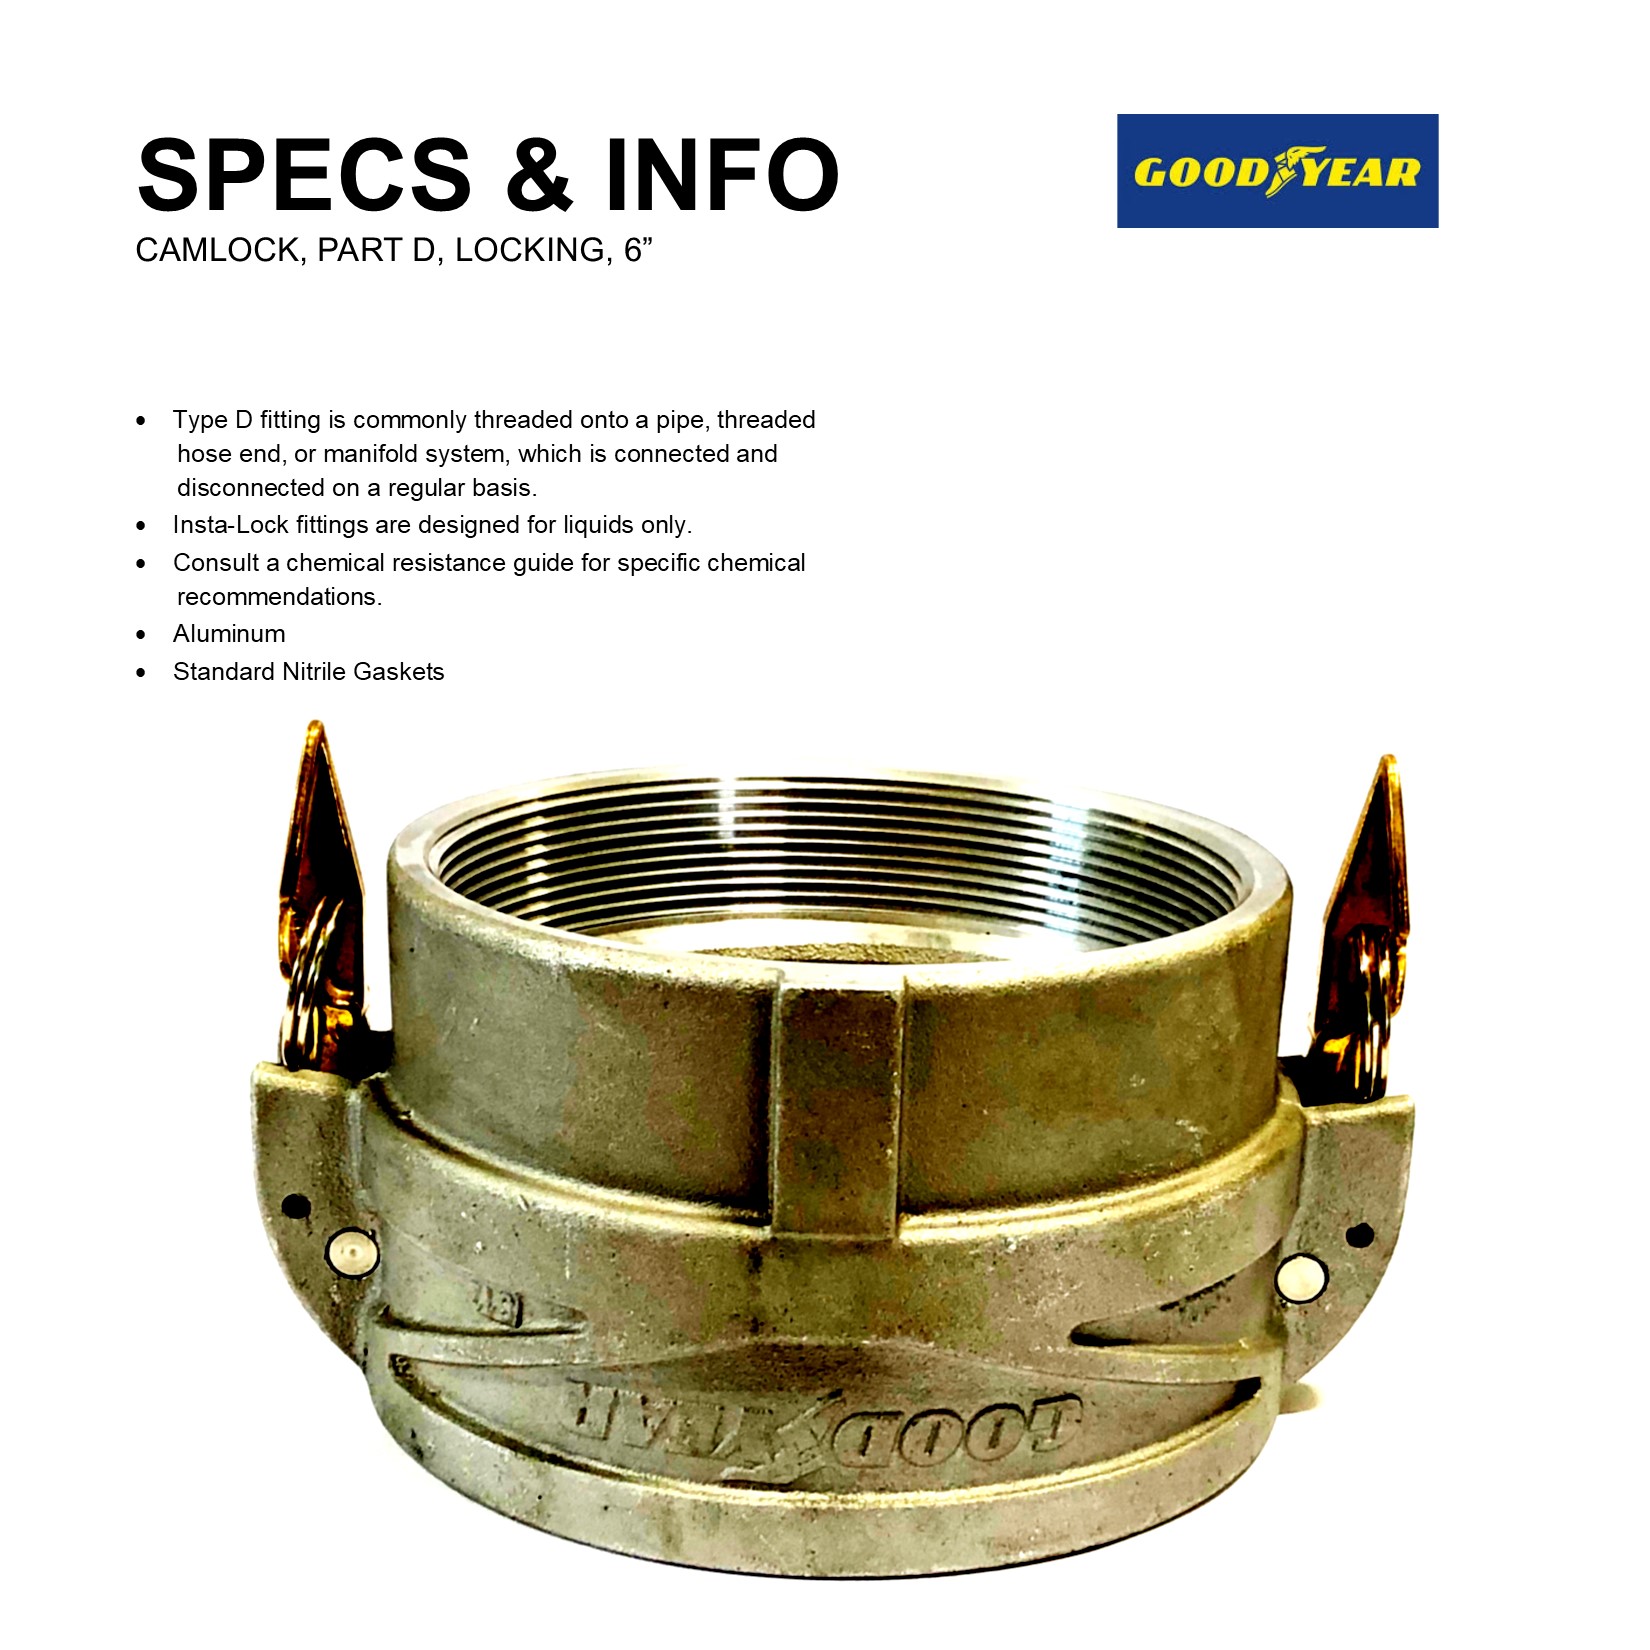 SPECS & INFO
GOODYEAR
CAMLOCK, PART D, LOCKING, 6”
• Type D fitting is commonly threaded onto a pipe, threaded
hose end, or manifold system, which is connected and
disconnected on a regular basis.
• Insta-Lock fittings are designed for liquids only.
• Consult a chemical resistance guide for specific chemical
recommendations.
• Aluminum
• Standard Nitrile Gaskets
GOODYEAR